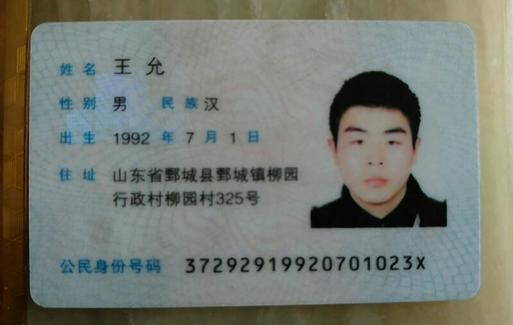 姓名 王允
性别 男 民族 汉
出生 1992 年 7 月 1 日
住址 山东省鄄城县鄄城镇柳园
行政村柳园村325号
公民身份号码 37292919920701023X